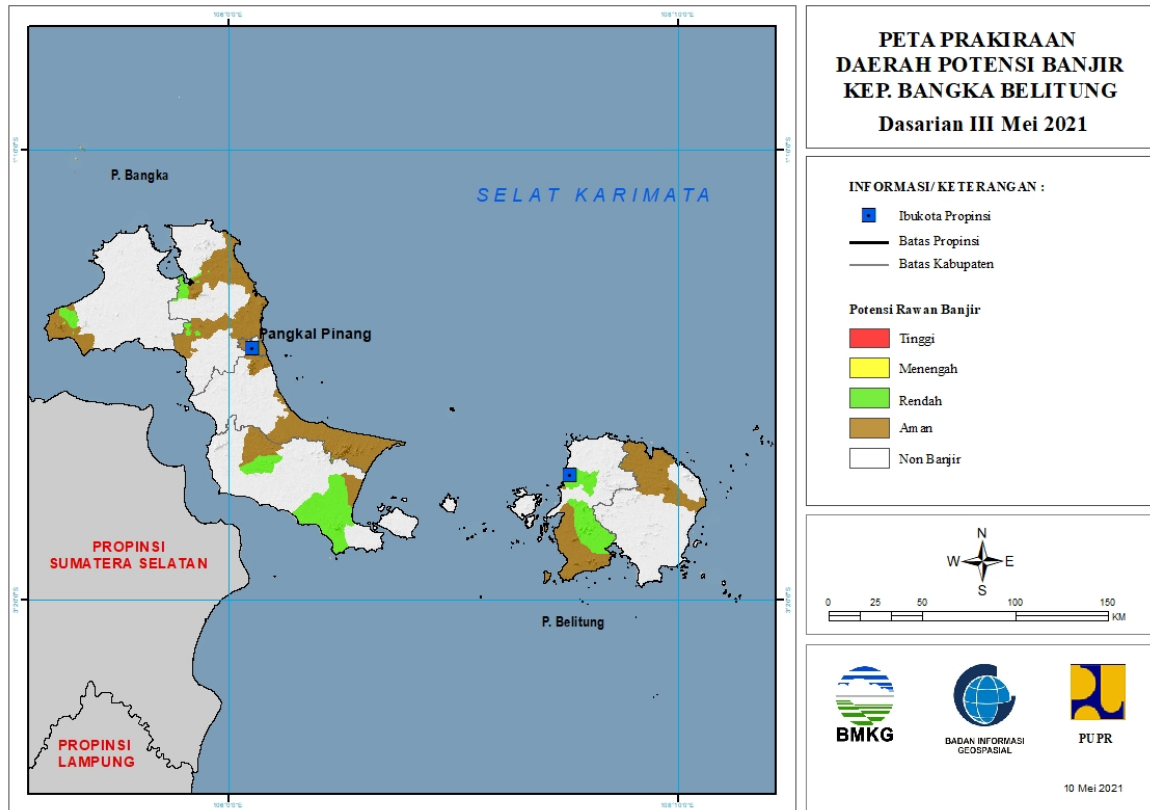 PETA PRAKIRAAN
DAERAH POTENSI BANJIR
KEP. BANGKA BELITUNG
Dasarian III Mei 2021
P. Bangka
SELAT KARIMATA
Pangkal Pinang
PROPINSI
SUMATERA SELATAN
P. Belitung
PROPINSI
LAMPUNG
INFORMASI/ KETERANGAN :
Ibukota Propinsi
Batas Propinsi
Batas Kabupaten
Potensi Rawan Banjir
Tinggi
Menengah
Rendah
Aman
Non Banjir
N
W E
S
0 25 50 100 150
KM
BMKG
BADAN INFORMASI
GEOSPASIAL
PUPR
10 Mei 2021